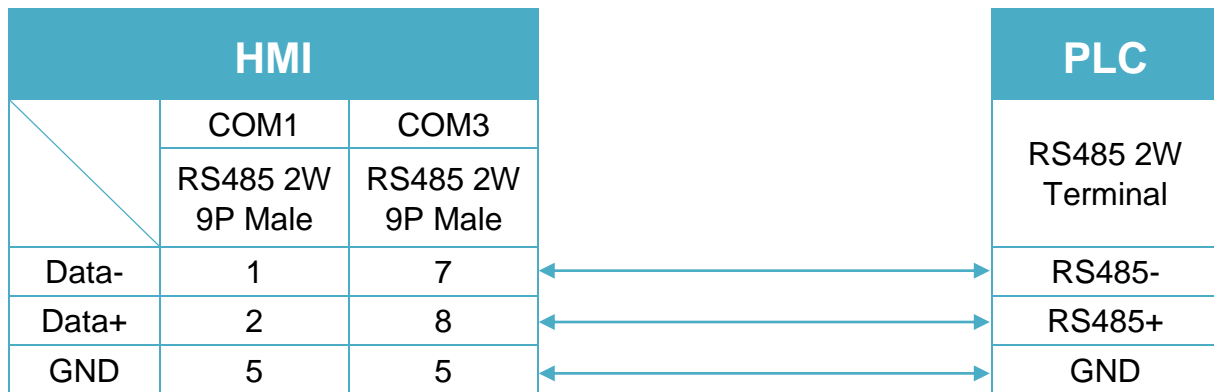 HMI PLC
COM1 COM3
RS485 2W
Terminal
RS485 2W RS485 2W
9P Male 9P Male
Data- 1 7 RS485-
Data+ 2 8 RS485+
GND 5 5 GND